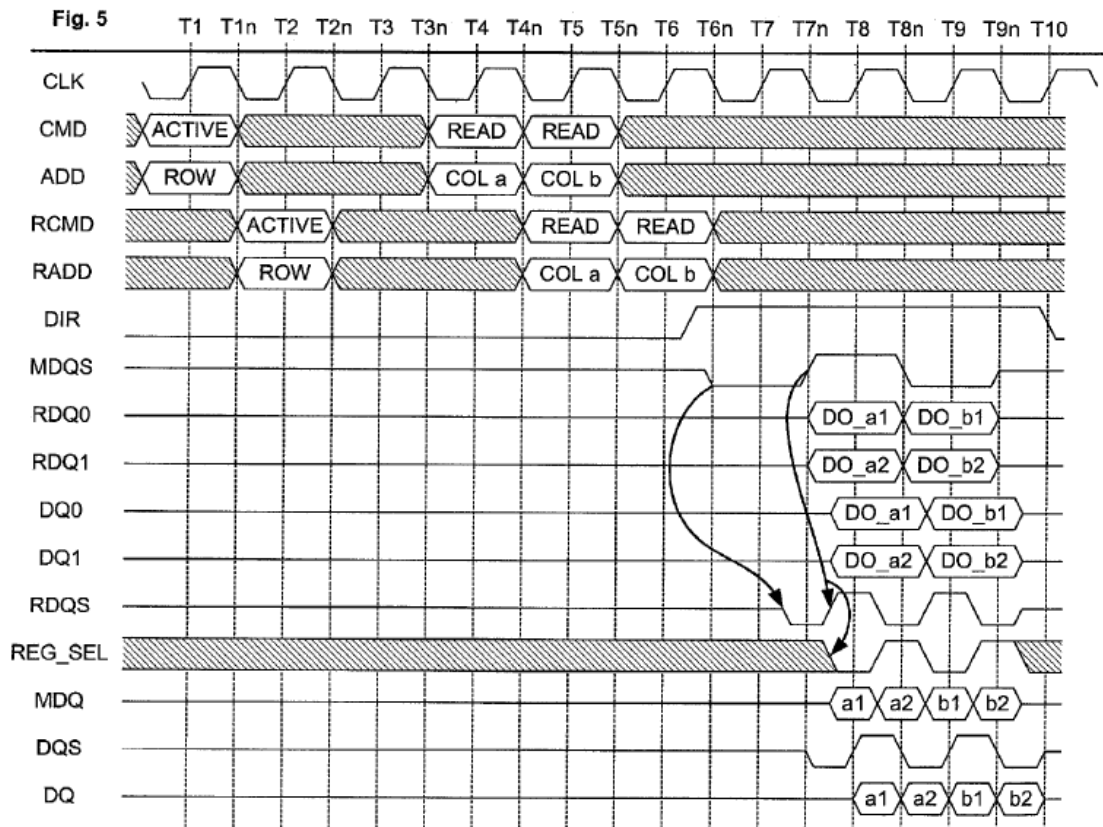 Fig. 5
T1 T1n T2 T2n T3 T3n T4 T4n T5 T5n T6 T6n T7 T7n T8 T8n T9 T9n T10
CLK
CMD ACTIVE READ READ
ADD ROW COL a COL b
RCMD ACTIVE READ READ
RADD ROW COL a COL b
DIR
MDQS
RDQ0 DO_a1 DO_b1
RDQ1 DO_a2 DO_b2
DQ0 DO_a1 DO_b1
DQ1 DO_a2 DO_b2
RDQS
REG_SEL
MDQ a1 a2 b1 b2
DQS
DQ a1 a2 b1 b2